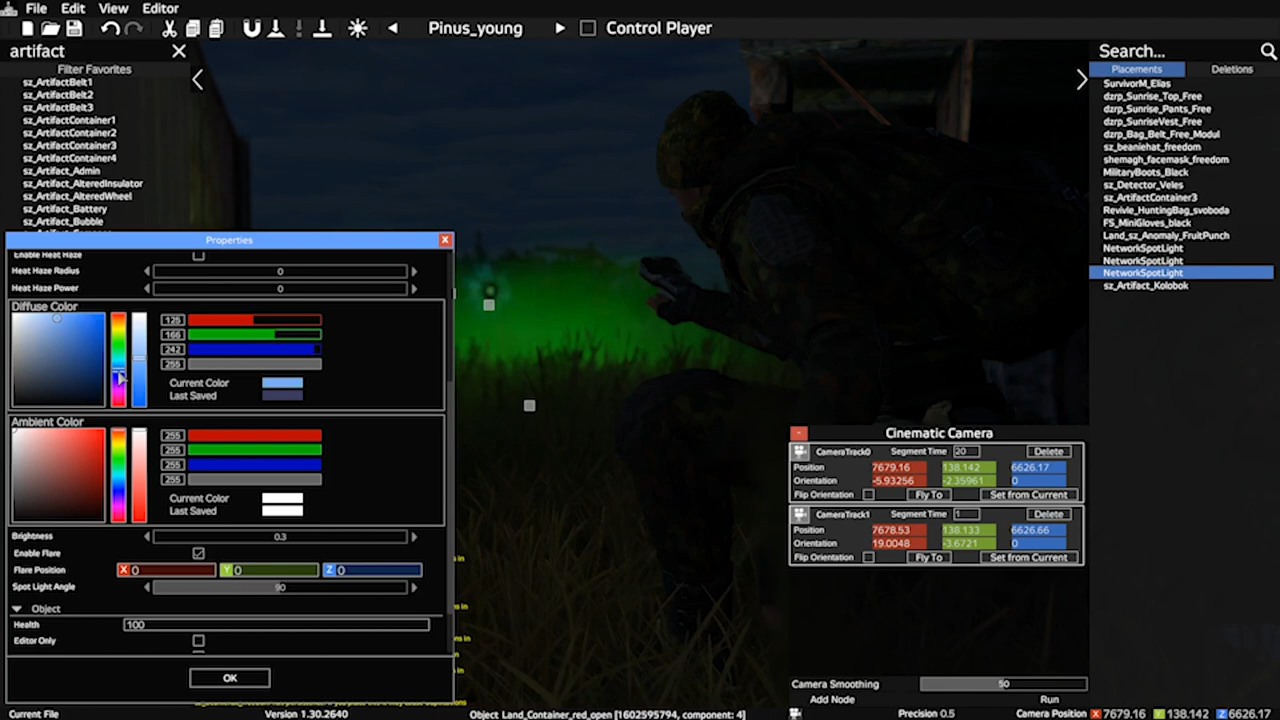 File Edit View Editor
Pinus_young
Control Player
artifact
Filter Favorites
sz_ArtifactBelt1
sz_ArtifactBelt2
sz_ArtifactBelt3
sz_ArtifactContainer1
sz_ArtifactContainer2
sz_ArtifactContainer3
sz_ArtifactContainer4
sz_Artifact_Admin
sz_Artifact_AlteredInsulator
sz_Artifact_AlteredWheel
sz_Artifact_Battery
sz_Artifact_Bubble
Search...
Placements Deletions
SurvivorM_Elias
dzrp_Sunrise_Top_Free
dzrp_Sunrise_Pants_Free
dzrp_SunriseVest_Free
dzrp_Bag_Belt_Free_Modul
sz_beaniehat_freedom
shemagh_facemask_freedom
MilitaryBoots_Black
sz_Detector_Veles
sz_ArtifactContainer3
Revivle_HuntingBag_svoboda
FS_MiniGloves_black
Land_sz_Anomaly_FruitPunch
NetworkSpotLight
NetworkSpotLight
NetworkSpotLight
sz_Artifact_Kolobok
Properties
Enable Heat Haze
Heat Haze Radius 0
Heat Haze Power 0
Diffuse Color
125
166
242
255
Current Color
Last Saved
Ambient Color
255
255
255
255
Current Color
Last Saved
Brightness 0.3
Enable Flare
Flare Position X 0 Y 0 Z 0
Spot Light Angle 90
Object
Health 100
Editor Only
OK
Cinematic Camera
CameraTrack0 Segment Time 20 Delete
Position 7679.16 138.142 6626.17
Orientation -5.93256 -2.35961 0
Flip Orientation Fly To Set from Current
CameraTrack1 Segment Time 1 Delete
Position 7678.53 138.133 6626.66
Orientation 19.0048 -3.6721 0
Flip Orientation Fly To Set from Current
Camera Smoothing 50
Add Node Run
Current File Version 1.30.2640 Object Land_Container_red_open [1602595794, component: 4] Precision 0.5 Camera Position X 7679.16 Y 138.142 Z 6626.17